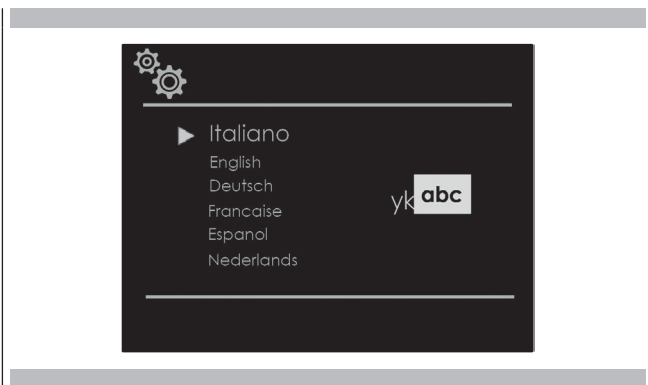 Italiano
English
Deutsch
Francaise
Espanol
Nederlands
yk abc